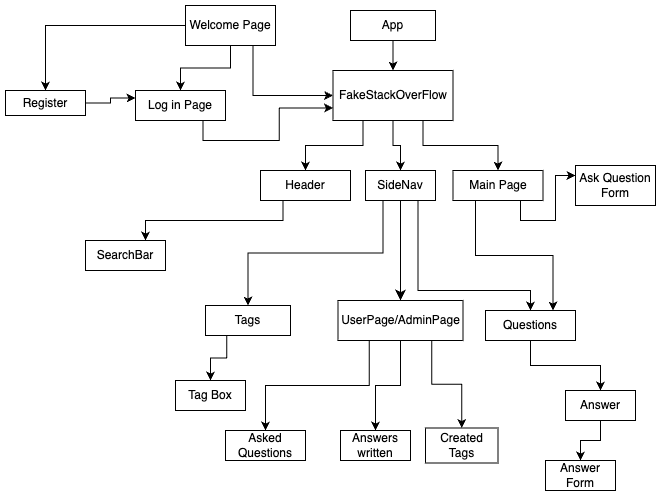 Welcome Page
App
FakeStackOverFlow
Register
Log in Page
Header
SideNav
Main Page
Ask Question
Form
SearchBar
Tags
UserPage/AdminPage
Questions
Tag Box
Answer
Asked
Questions
Answers
written
Created
Tags
Answer
Form